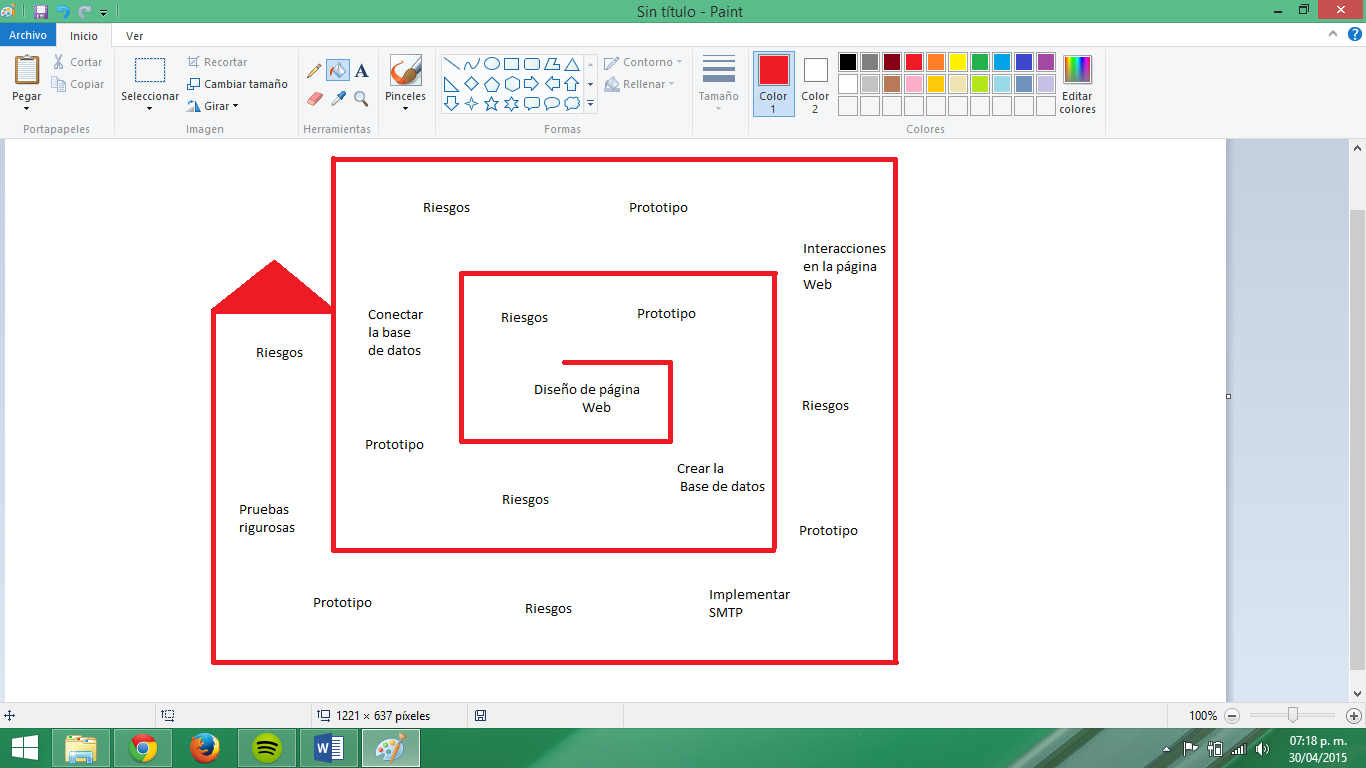 Sin título - Paint
Archivo
Inicio
Ver
Pegar
Cortar
Copiar
Portapapeles
Seleccionar
Recortar
Cambiar tamaño
Girar
Imagen
A
Herramientas
Pinceles
Contorno
Rellenar
Formas
Tamaño
Color
1
Color
2
Editar
colores
Colores
Riesgos
Prototipo
Interacciones
en la página
Web
Conectar
la base
de datos
Riesgos
Prototipo
Riesgos
Diseño de página
Web
Riesgos
Prototipo
Crear la
Base de datos
Riesgos
Pruebas
rigurosas
Prototipo
Prototipo
Riesgos
Implementar
SMTP
1221 × 637 píxeles
100%
07:18 p. m.
30/04/2015